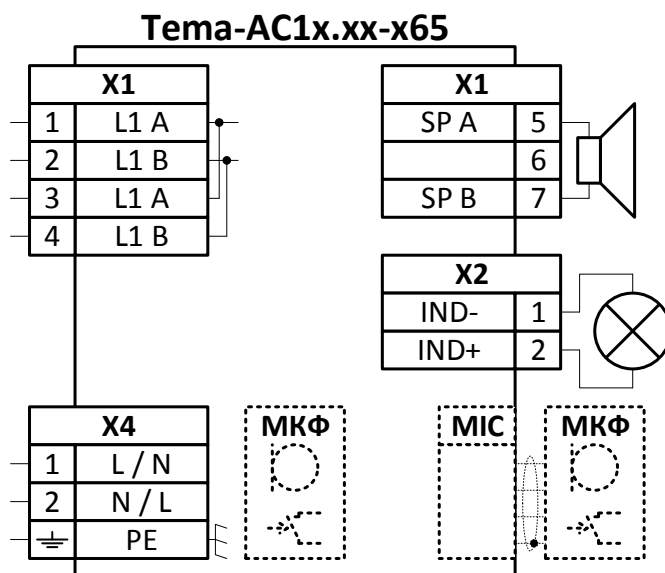 Tema-AC1x.xx-x65
X1
1 L1 A
2 L1 B
3 L1 A
4 L1 B
X1
SP A 5
6
SP B 7
X2
IND- 1
IND+ 2
X4
1 L / N
2 N / L
PE
МКФ
MIC
МКФ